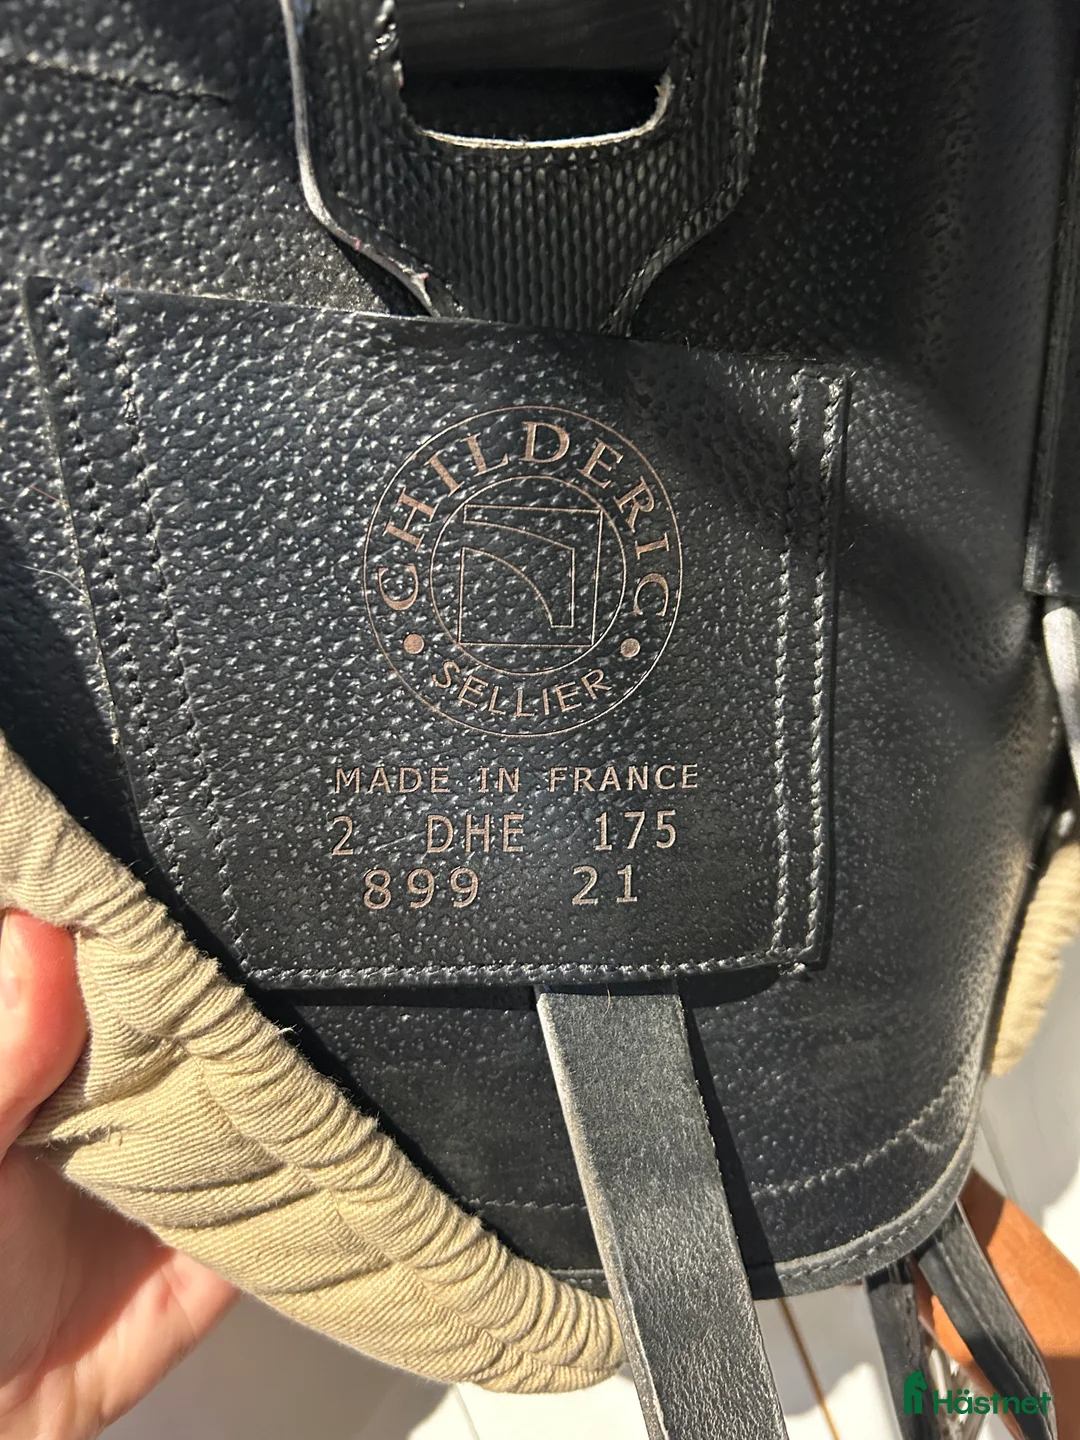 CHILDERIC
SELLIER
MADE IN FRANCE
2 DHE 175
899 21
Hästnet